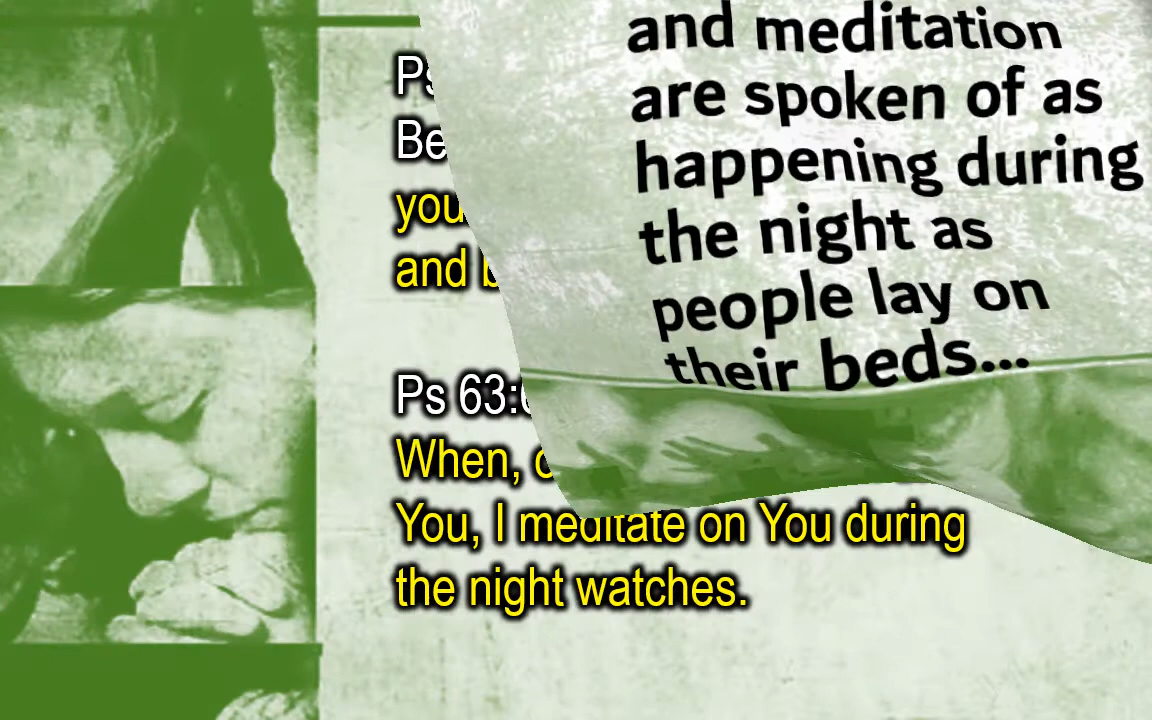 and meditation
are spoken of as
happening during
the night as
people lay on
their beds...
Ps
Be
you
and
Ps 63:6
When,
You, I meditate on You during
the night watches.